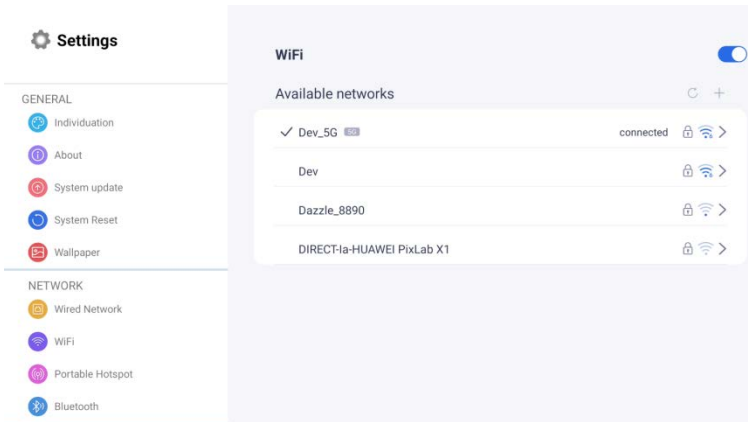 Settings
GENERAL
Individuation
About
System update
System Reset
Wallpaper
NETWORK
Wired Network
WiFi
Portable Hotspot
Bluetooth
WiFi
Available networks
Dev_5G 5G connected
Dev
Dazzle_8890
DIRECT-Ia-HUAWEI PixLab X1